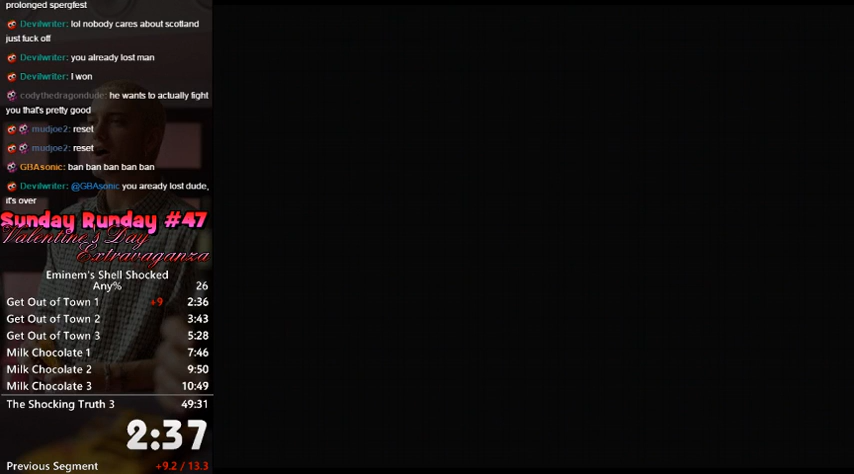 prolonged spergfest
Devilwriter: lol nobody cares about scotland
just fuck off
Devilwriter: you already lost man
Devilwriter: I won
codythedragondude: he wants to actually fight
you that's pretty good
mudjoe2: reset
mudjoe2: reset
GBAsonic: ban ban ban ban ban
Devilwriter: @GBAsonic you aready lost dude,
it's over
Sunday Runday #47
Valentine's Day
Extravaganza
Eminem's Shell Shocked
Any% 26
Get Out of Town 1 +9 2:36
Get Out of Town 2 3:43
Get Out of Town 3 5:28
Milk Chocolate 1 7:46
Milk Chocolate 2 9:50
Milk Chocolate 3 10:49
The Shocking Truth 3 49:31
2:37
Previous Segment +9.2 / 13.3